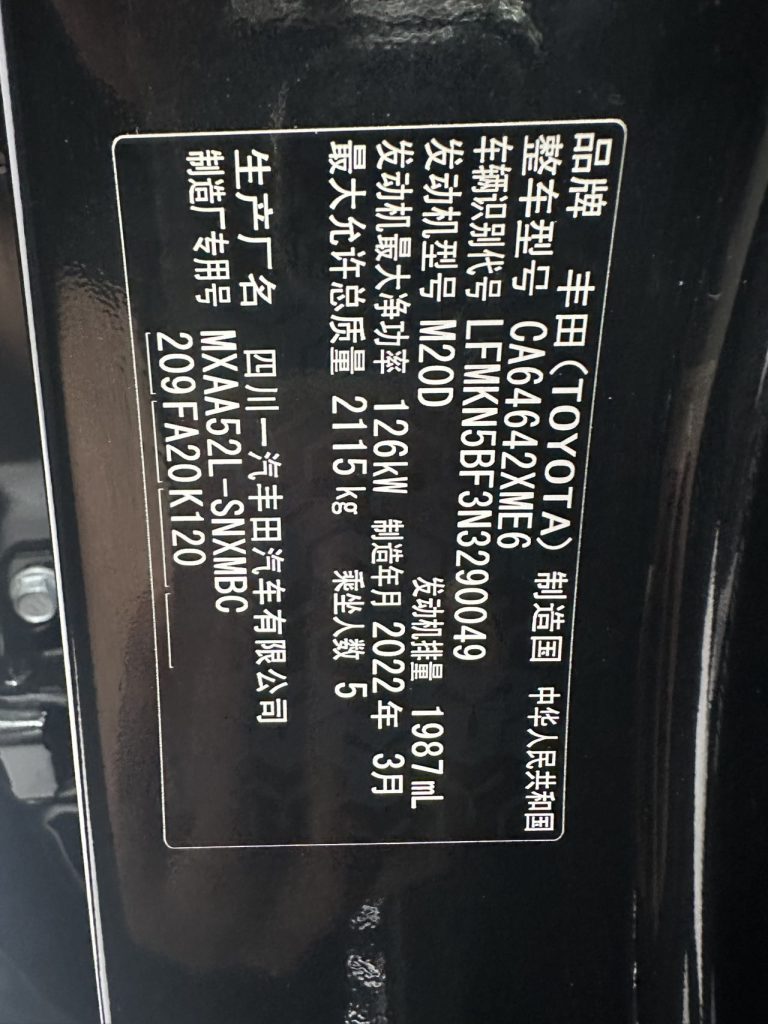 品牌 丰田(TOYOTA) 制造国 中华人民共和国
整车型号 CA64642XME6
车辆识别代号 LFMKN5BF3N3290049
发动机型号 M20D 发动机排量 1987mL
发动机最大净功率 126kW 制造年月 2022年 3月
最大允许总质量 2115kg 乘坐人数 5
生产厂名 四川一汽丰田汽车有限公司
制造厂专用号 MXAA52L-SNXMBC
209FA20K120